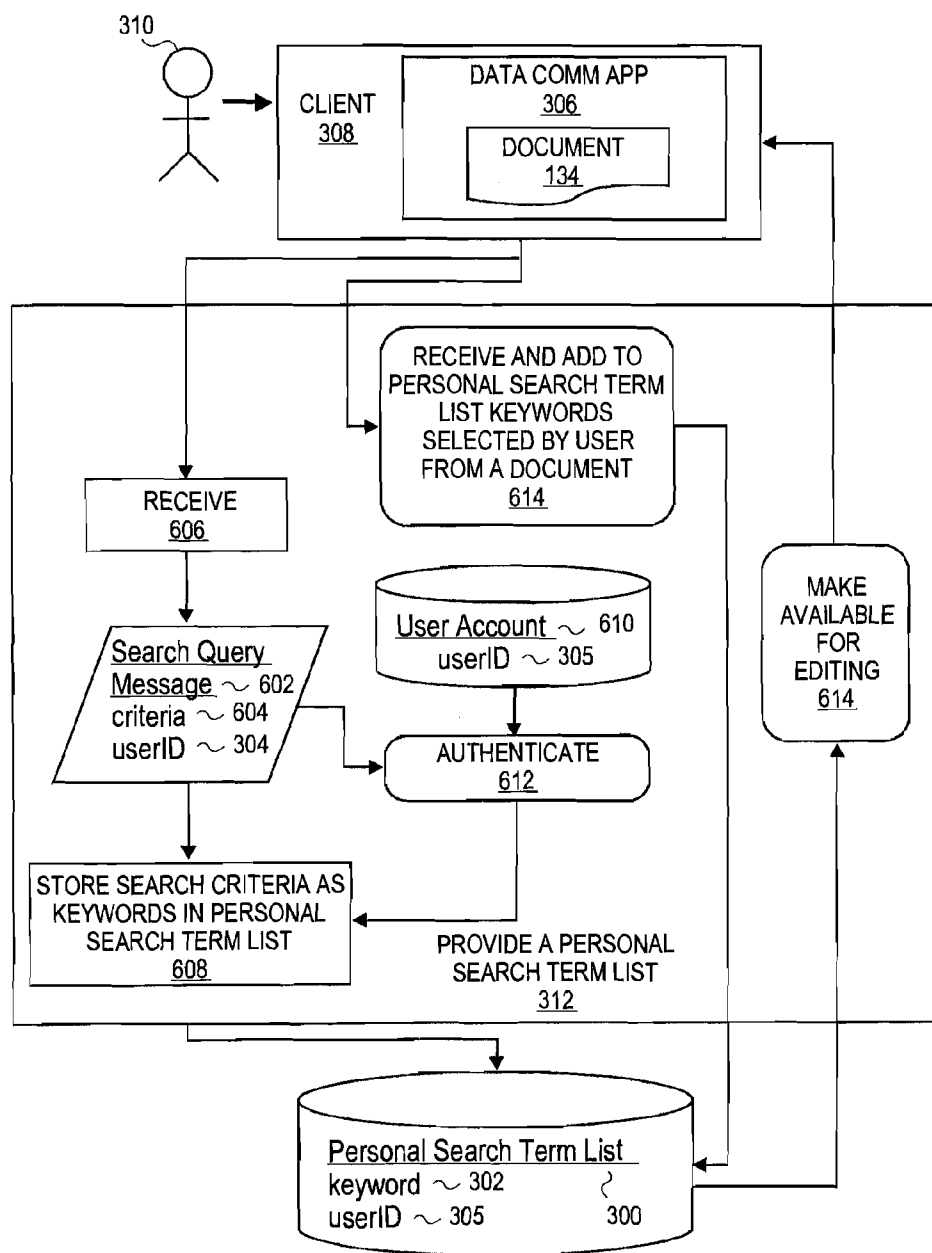 310
CLIENT
308
DATA COMM APP
306
DOCUMENT
134
RECEIVE AND ADD TO
PERSONAL SEARCH TERM
LIST KEYWORDS
SELECTED BY USER
FROM A DOCUMENT
614
RECEIVE
606
User Account ~ 610
userID ~ 305
MAKE
AVAILABLE
FOR
EDITING
614
Search Query
Message ~ 602
criteria ~ 604
userID ~ 304
AUTHENTICATE
612
STORE SEARCH CRITERIA AS
KEYWORDS IN PERSONAL
SEARCH TERM LIST
608
PROVIDE A PERSONAL
SEARCH TERM LIST
312
Personal Search Term List
keyword ~ 302
userID ~ 305
300